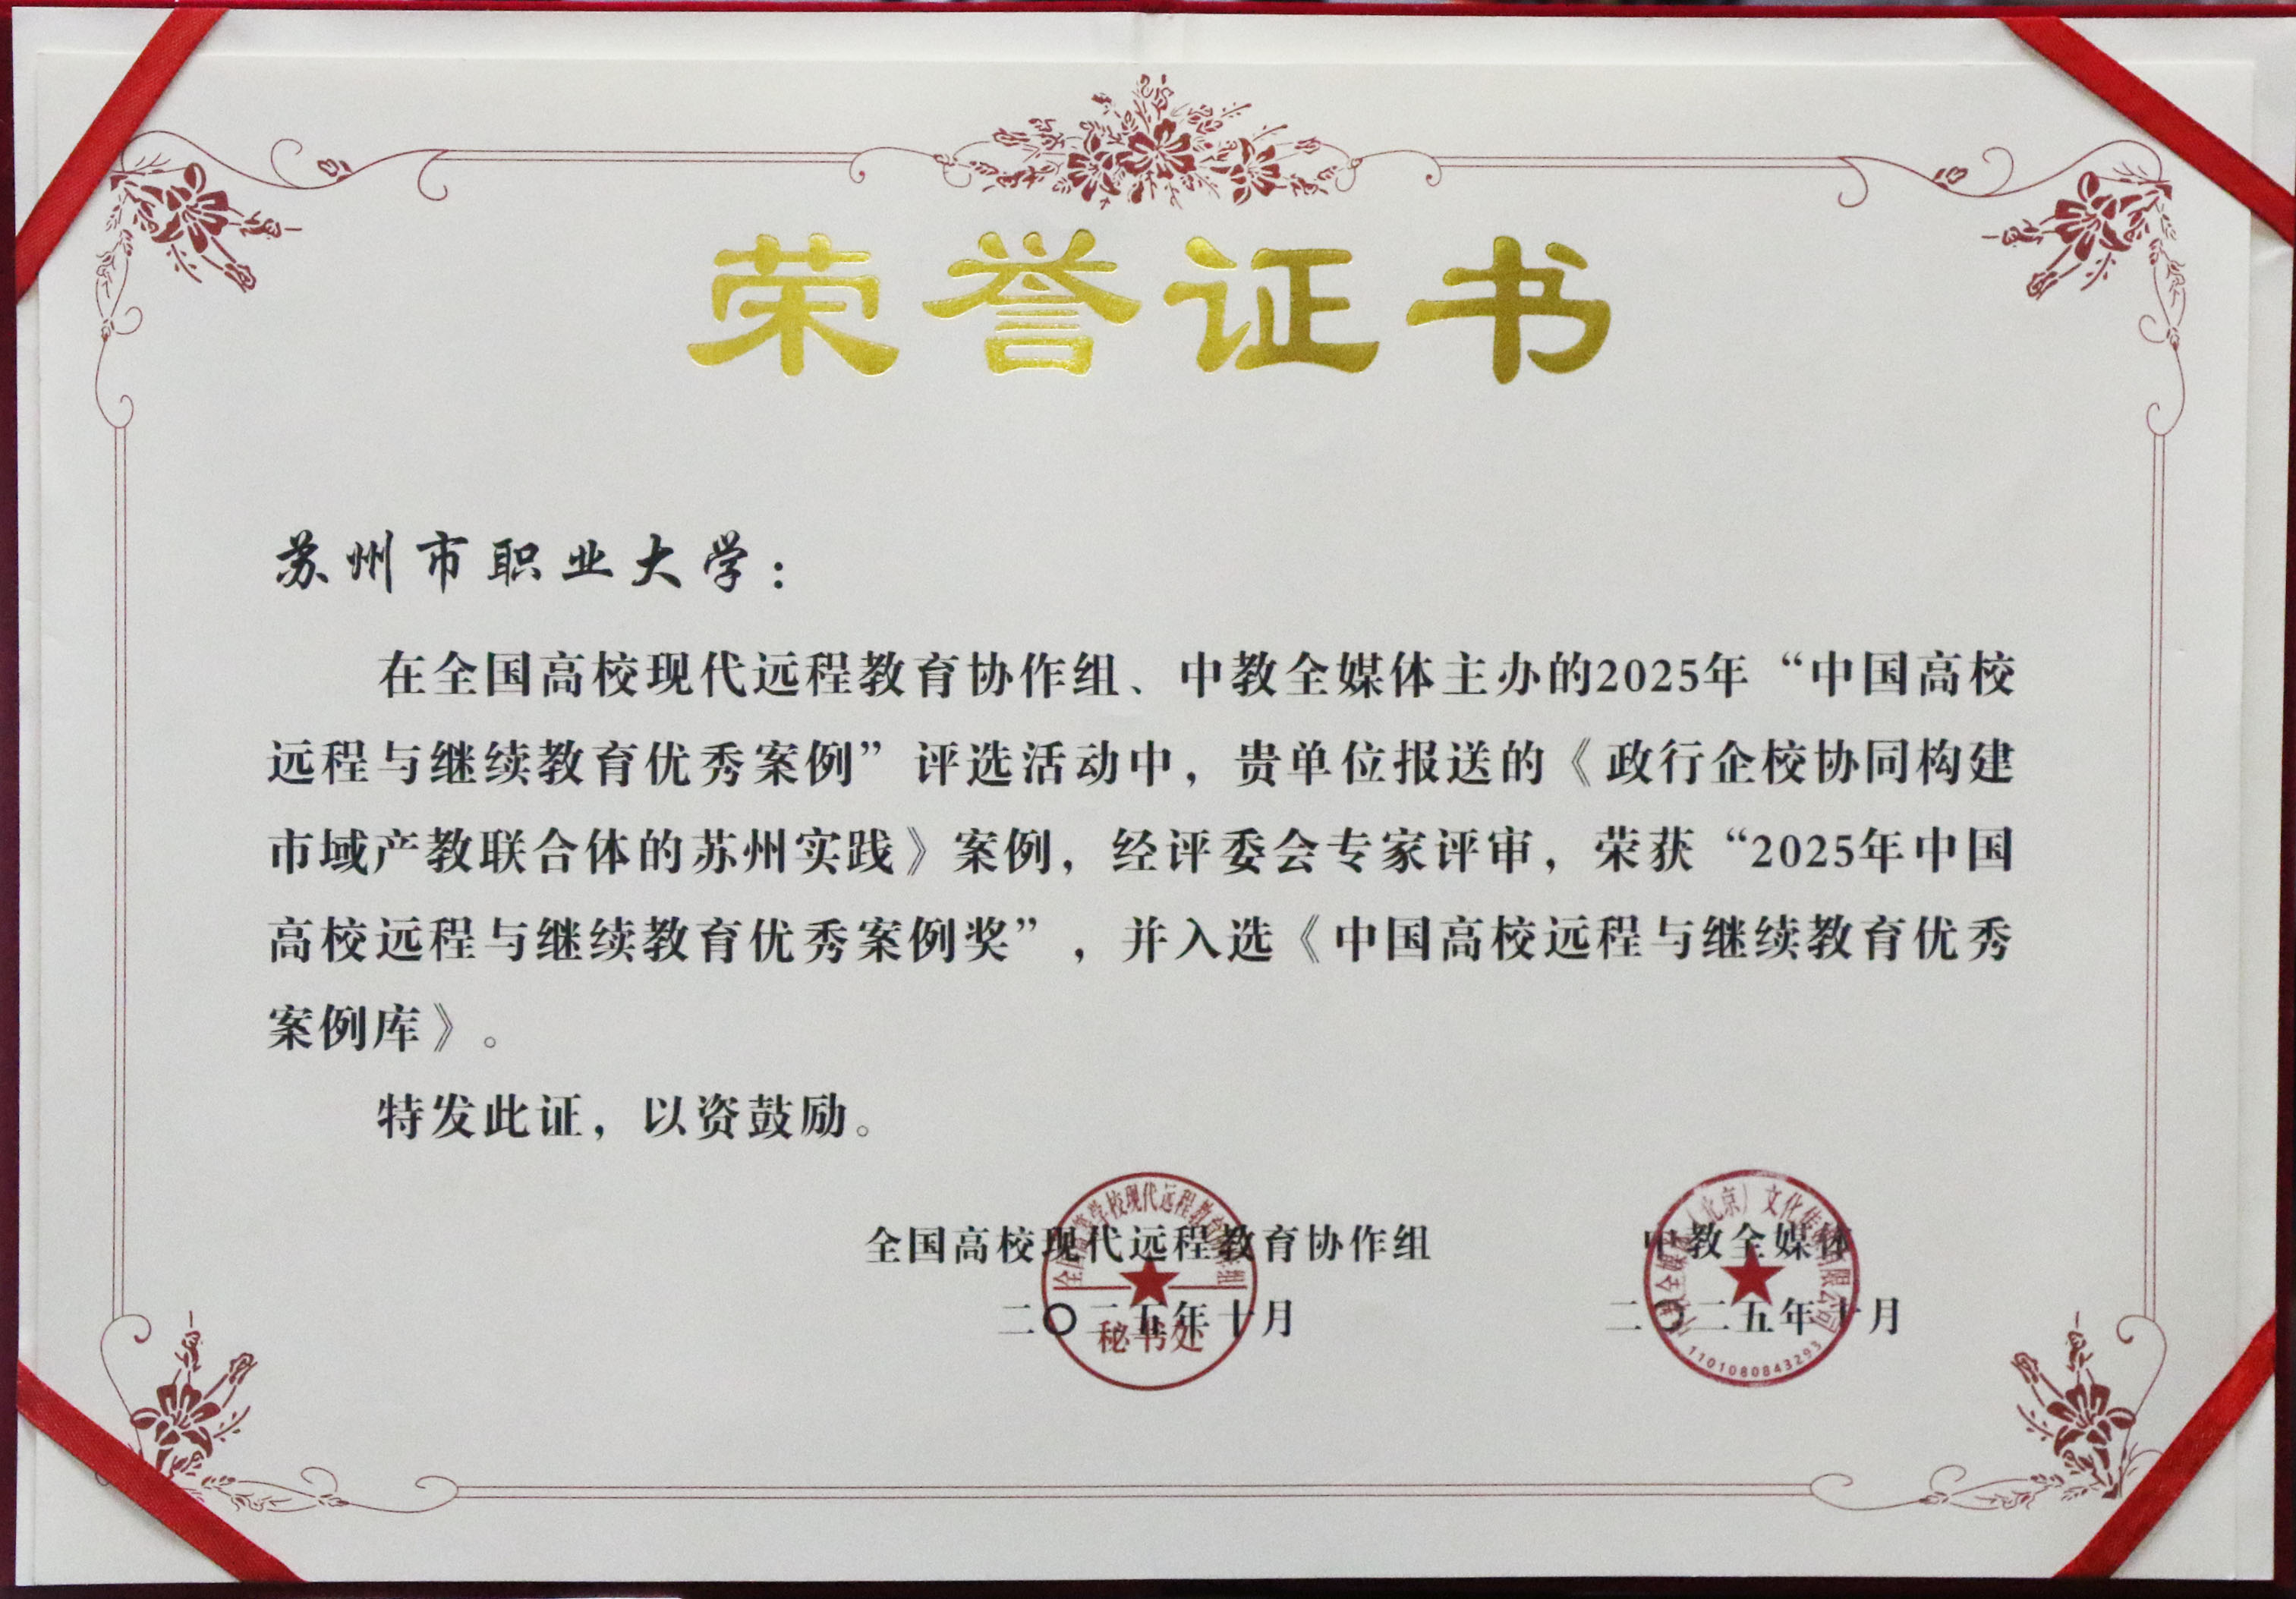 荣誉证书
苏州市职业大学：
在全国高校现代远程教育协作组、中教全媒体主办的2025年“中国高校
远程与继续教育优秀案例”评选活动中，贵单位报送的《政行企校协同构建
市域产教联合体的苏州实践》案例，经评委会专家评审，荣获“2025年中国
高校远程与继续教育优秀案例奖”，并入选《中国高校远程与继续教育优秀
案例库》。
特发此证，以资鼓励。
全国高校现代远程教育协作组 中教全媒体
二〇二五年十月 二〇二五年十月
秘书处
1101080843293